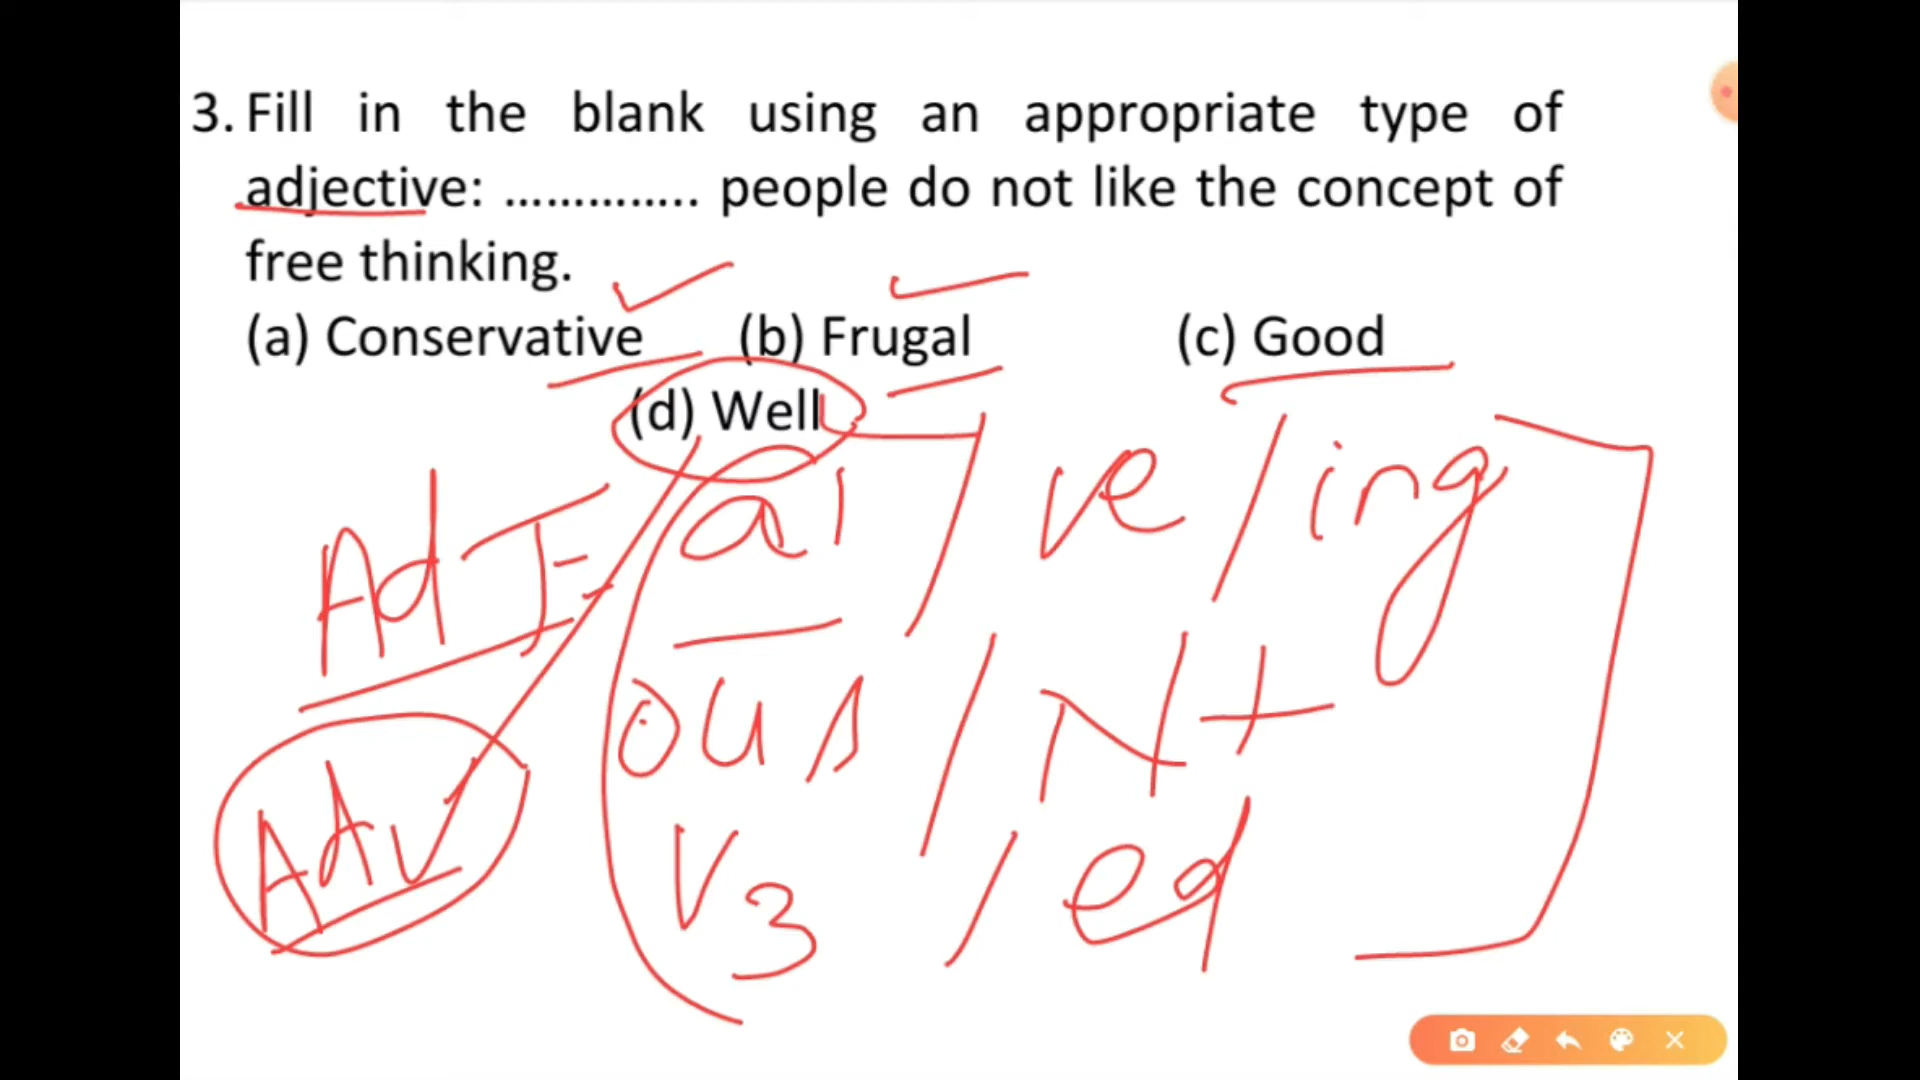 3. Fill in the blank using an appropriate type of
adjective: ................ people do not like the concept of
free thinking.
(a) Conservative (b) Frugal (c) Good
(d) Well
al / ve / ing
AdJ =
ous / N+
Adv
V3 / ed